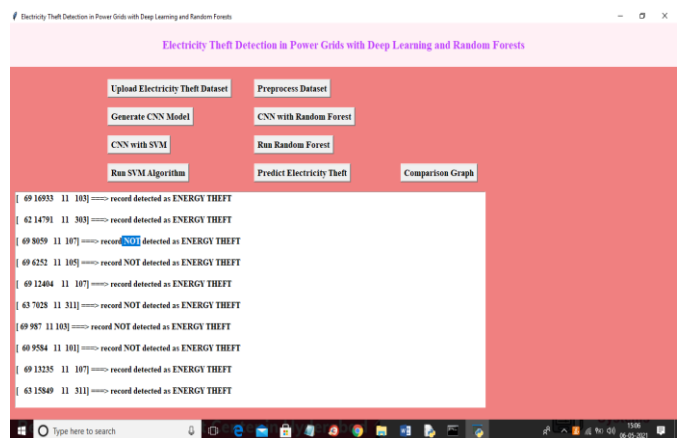 Electricity Theft Detection in Power Grids with Deep Learning and Random Forests
Electricity Theft Detection in Power Grids with Deep Learning and Random Forests
Upload Electricity Theft Dataset Preprocess Dataset
Generate CNN Model CNN with Random Forest
CNN with SVM Run Random Forest
Run SVM Algorithm Predict Electricity Theft Comparison Graph
[ 69 16933 11 103] ===> record detected as ENERGY THEFT
[ 62 14791 11 303] ===> record detected as ENERGY THEFT
[ 69 8059 11 107] ===> record NOT detected as ENERGY THEFT
[ 69 6252 11 105] ===> record NOT detected as ENERGY THEFT
[ 69 12404 11 107] ===> record detected as ENERGY THEFT
[ 63 7028 11 311] ===> record NOT detected as ENERGY THEFT
[ 69 987 11 103] ===> record NOT detected as ENERGY THEFT
[ 60 9584 11 101] ===> record NOT detected as ENERGY THEFT
[ 69 13235 11 107] ===> record detected as ENERGY THEFT
[ 63 15849 11 311] ===> record detected as ENERGY THEFT
Type here to search
15:06
06-05-2021